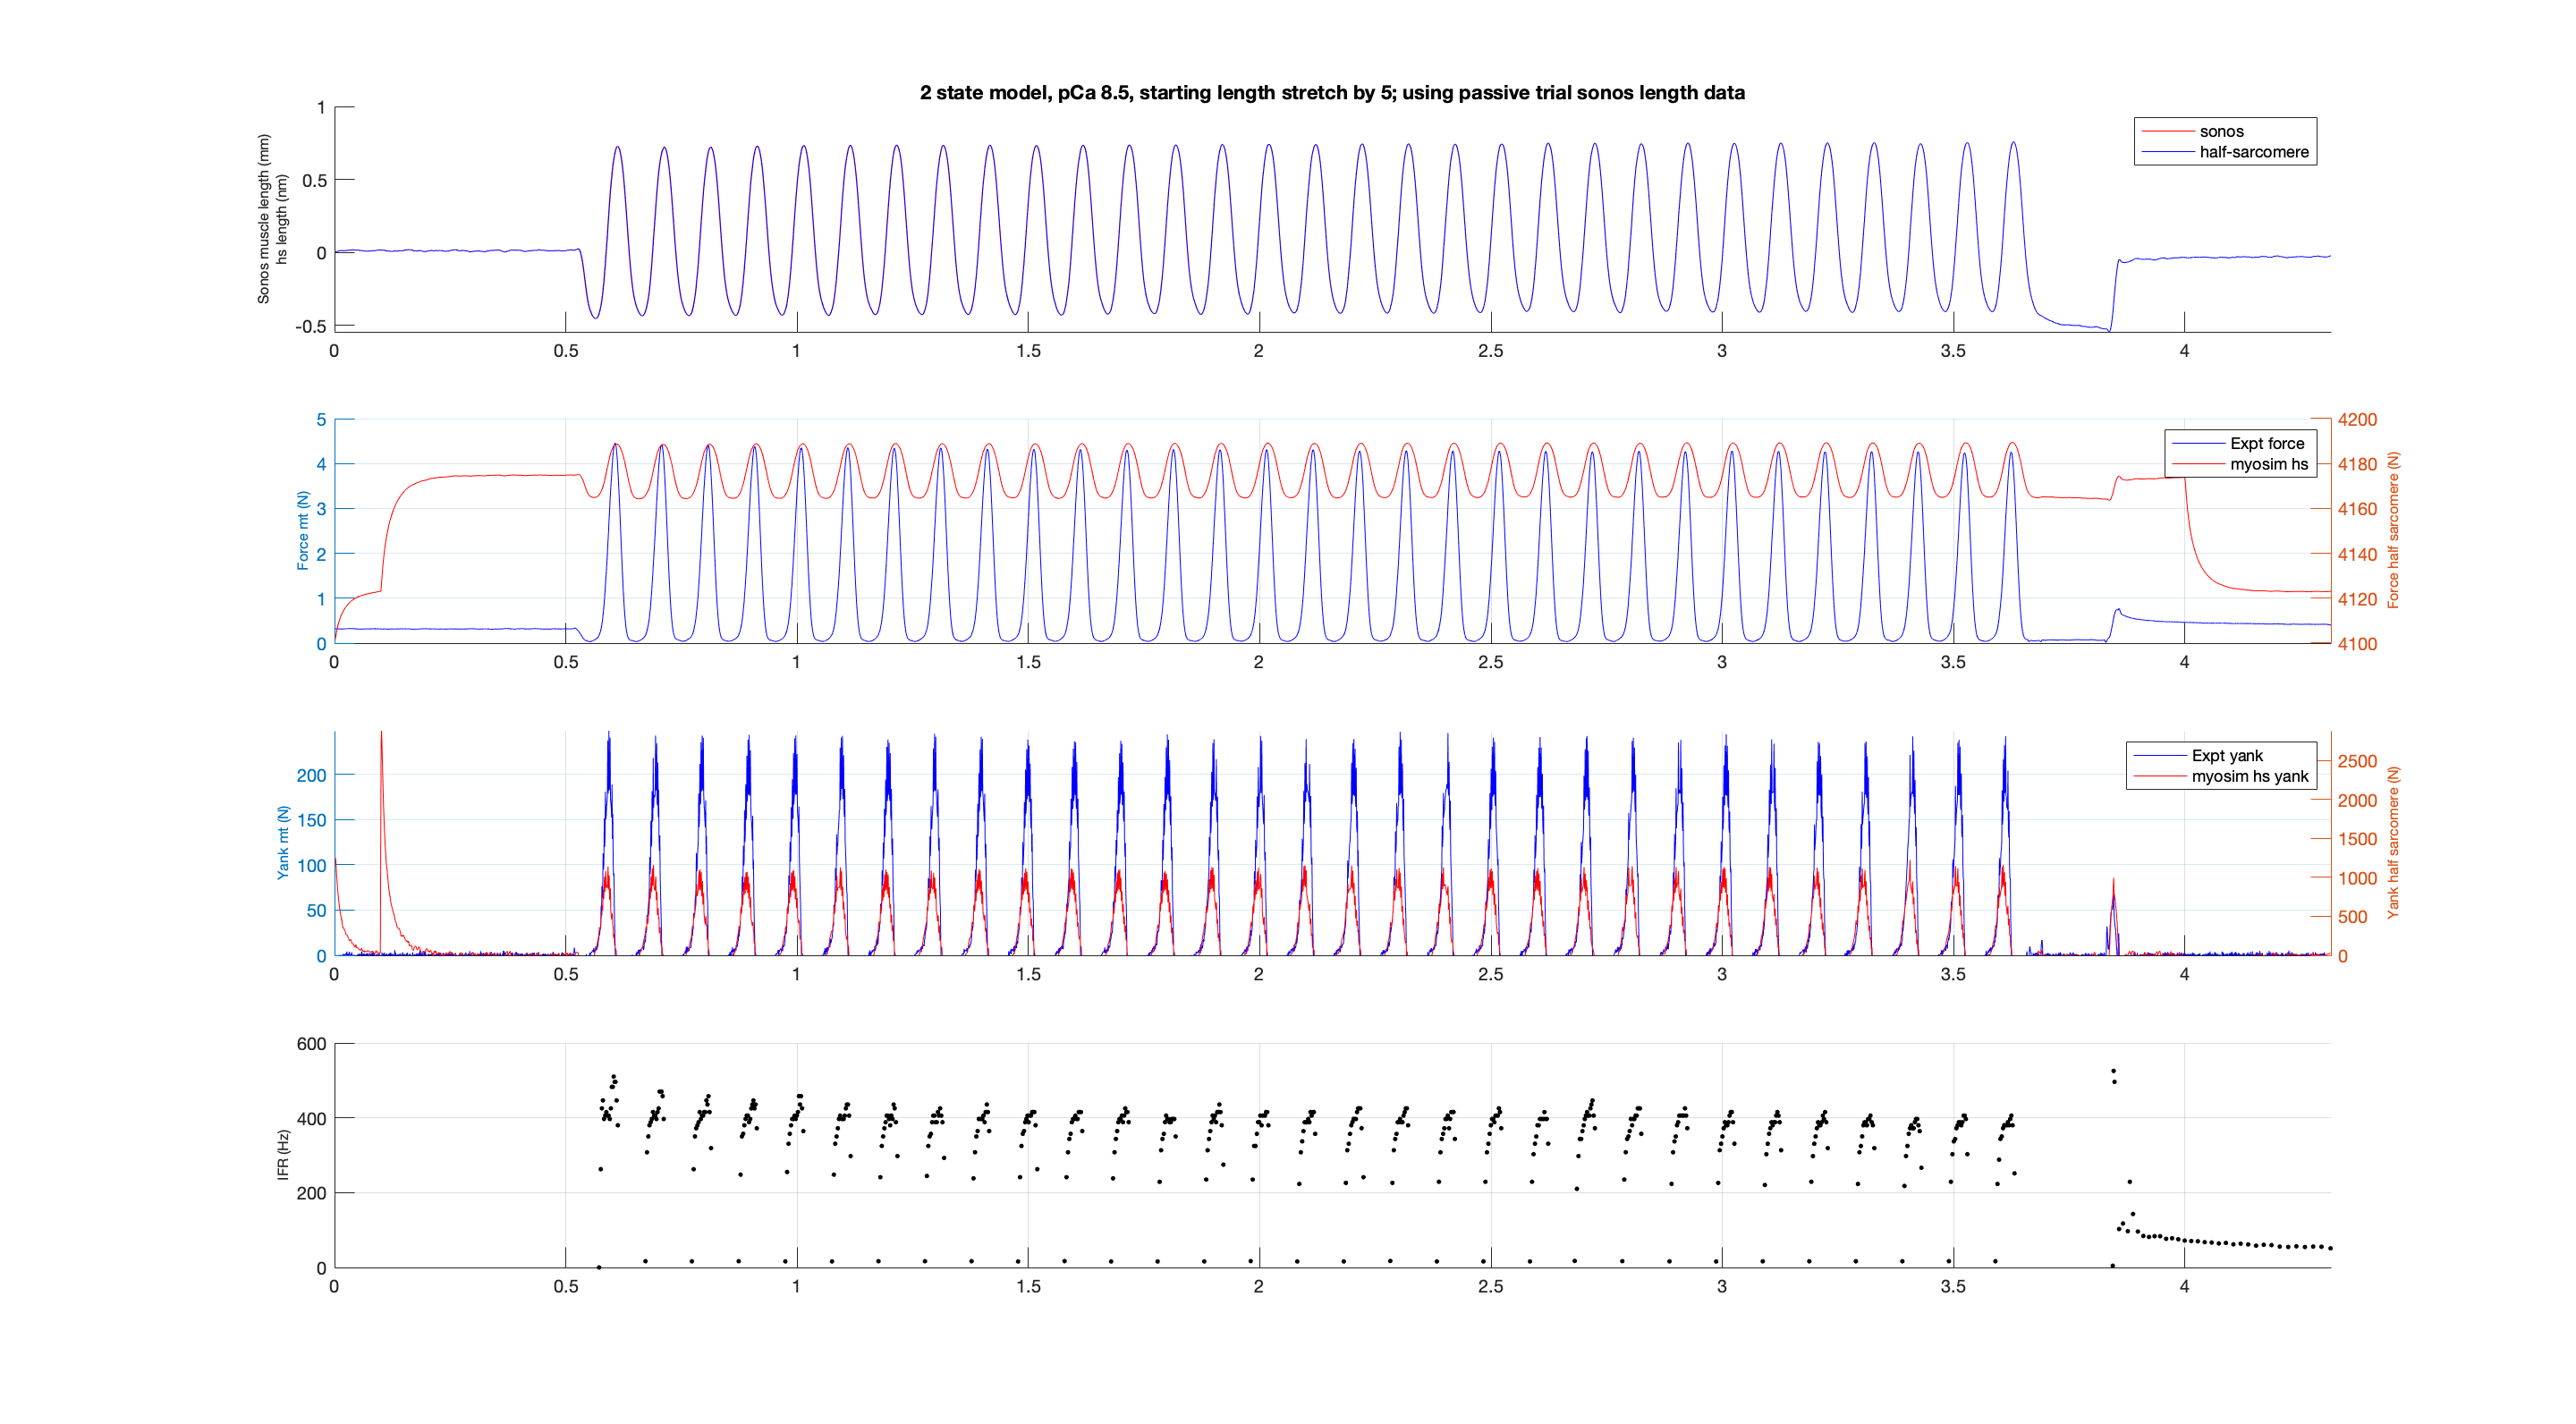 2 state model, pCa 8.5, starting length stretch by 5; using passive trial sonos length data
Sonos muscle length (mm)
hs length (nm)
1
0.5
0
-0.5
sonos
half-sarcomere
0 0.5 1 1.5 2 2.5 3 3.5 4
Force mt (N)
5
4
3
2
1
0
Expt force
myosim hs
4200
4180
4160
4140
4120
4100
Force half sarcomere (N)
0 0.5 1 1.5 2 2.5 3 3.5 4
Yank mt (N)
200
150
100
50
0
Expt yank
myosim hs yank
2500
2000
1500
1000
500
0
Yank half sarcomere (N)
0 0.5 1 1.5 2 2.5 3 3.5 4
IFR (Hz)
600
400
200
0
0 0.5 1 1.5 2 2.5 3 3.5 4